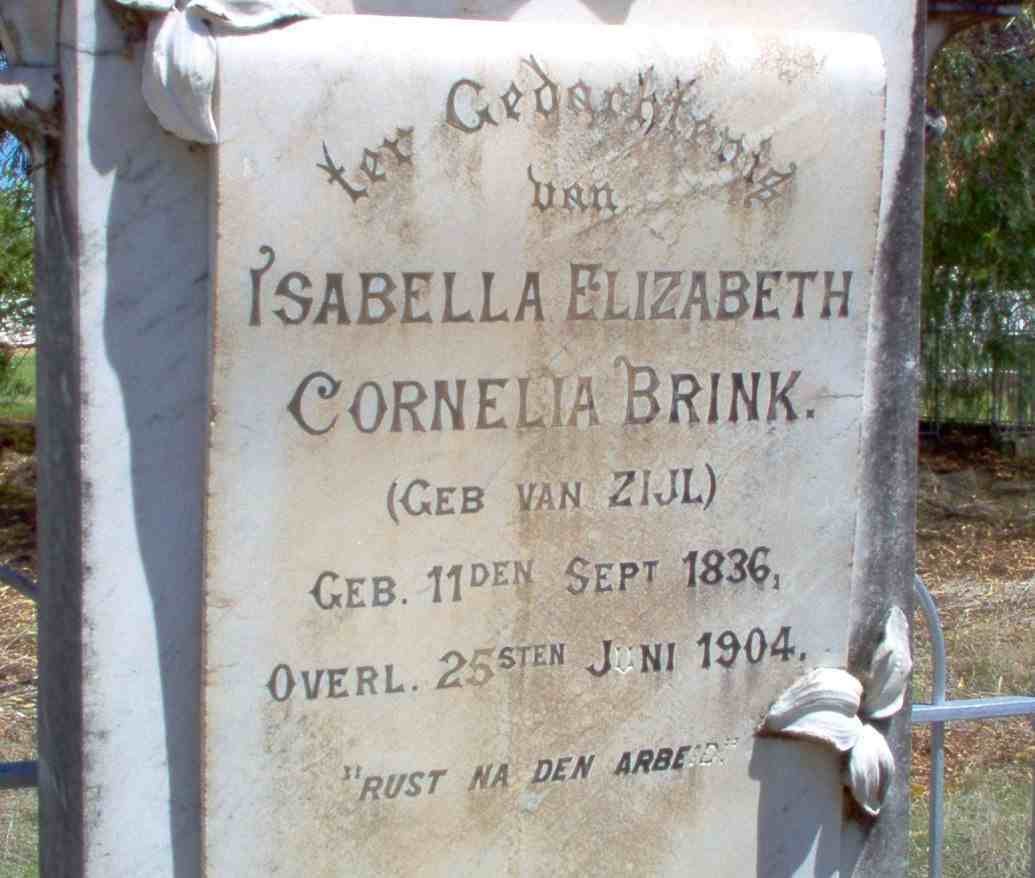 ter Gedachtenis
van
ISABELLA ELIZABETH
CORNELIA BRINK.
(GEB VAN ZIJL)
GEB. 11DEN SEPT 1836,
OVERL. 25STEN JUNI 1904.
"RUST NA DEN ARBEID"